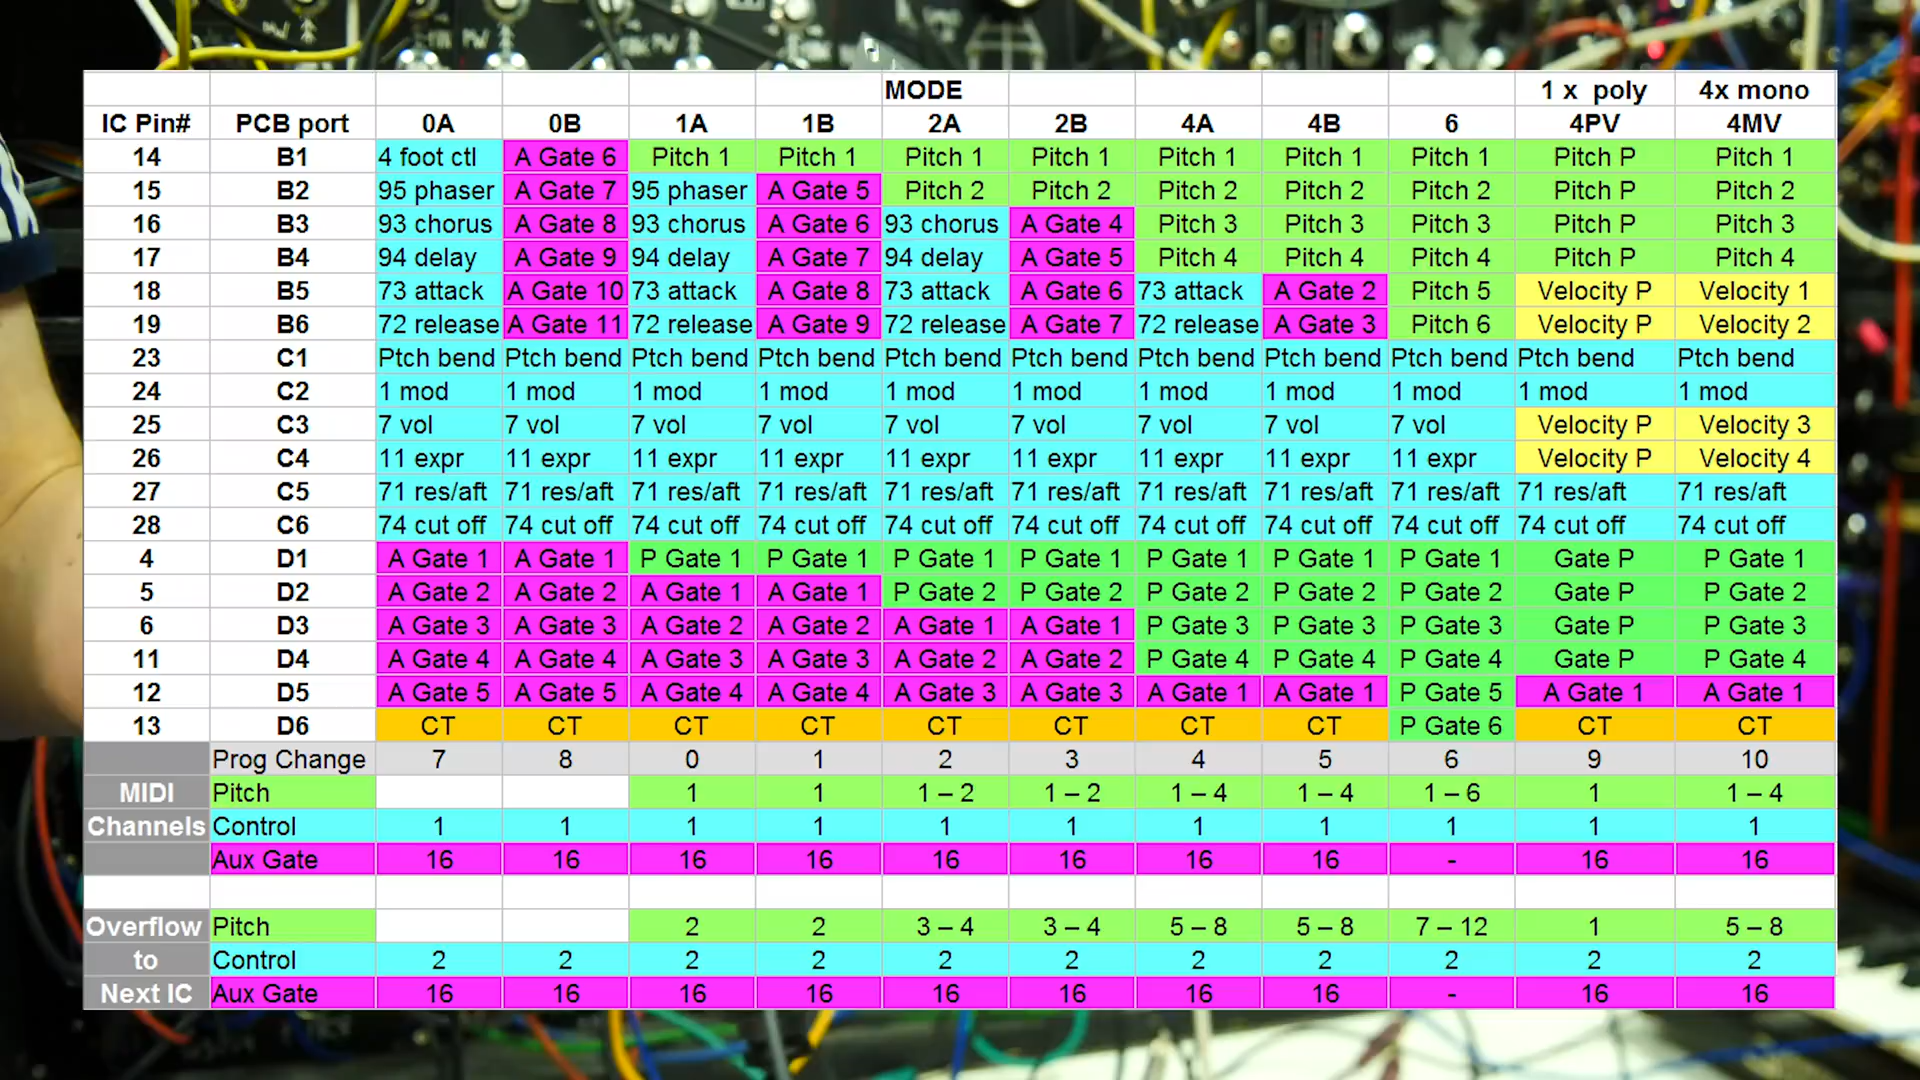 MODE 1 x poly 4x mono
IC Pin# PCB port 0A 0B 1A 1B 2A 2B 4A 4B 6 4PV 4MV
14 B1 4 foot ctl A Gate 6 Pitch 1 Pitch 1 Pitch 1 Pitch 1 Pitch 1 Pitch 1 Pitch 1 Pitch P Pitch 1
15 B2 95 phaser A Gate 7 95 phaser A Gate 5 Pitch 2 Pitch 2 Pitch 2 Pitch 2 Pitch 2 Pitch P Pitch 2
16 B3 93 chorus A Gate 8 93 chorus A Gate 6 93 chorus A Gate 4 Pitch 3 Pitch 3 Pitch 3 Pitch P Pitch 3
17 B4 94 delay A Gate 9 94 delay A Gate 7 94 delay A Gate 5 Pitch 4 Pitch 4 Pitch 4 Pitch P Pitch 4
18 B5 73 attack A Gate 10 73 attack A Gate 8 73 attack A Gate 6 73 attack A Gate 2 Pitch 5 Velocity P Velocity 1
19 B6 72 release A Gate 11 72 release A Gate 9 72 release A Gate 7 72 release A Gate 3 Pitch 6 Velocity P Velocity 2
23 C1 Ptch bend Ptch bend Ptch bend Ptch bend Ptch bend Ptch bend Ptch bend Ptch bend Ptch bend Ptch bend Ptch bend
24 C2 1 mod 1 mod 1 mod 1 mod 1 mod 1 mod 1 mod 1 mod 1 mod 1 mod 1 mod
25 C3 7 vol 7 vol 7 vol 7 vol 7 vol 7 vol 7 vol 7 vol 7 vol Velocity P Velocity 3
26 C4 11 expr 11 expr 11 expr 11 expr 11 expr 11 expr 11 expr 11 expr 11 expr Velocity P Velocity 4
27 C5 71 res/aft 71 res/aft 71 res/aft 71 res/aft 71 res/aft 71 res/aft 71 res/aft 71 res/aft 71 res/aft 71 res/aft 71 res/aft
28 C6 74 cut off 74 cut off 74 cut off 74 cut off 74 cut off 74 cut off 74 cut off 74 cut off 74 cut off 74 cut off 74 cut off
4 D1 A Gate 1 A Gate 1 P Gate 1 P Gate 1 P Gate 1 P Gate 1 P Gate 1 P Gate 1 P Gate 1 Gate P P Gate 1
5 D2 A Gate 2 A Gate 2 A Gate 1 A Gate 1 P Gate 2 P Gate 2 P Gate 2 P Gate 2 P Gate 2 Gate P P Gate 2
6 D3 A Gate 3 A Gate 3 A Gate 2 A Gate 2 A Gate 1 A Gate 1 P Gate 3 P Gate 3 P Gate 3 Gate P P Gate 3
11 D4 A Gate 4 A Gate 4 A Gate 3 A Gate 3 A Gate 2 A Gate 2 P Gate 4 P Gate 4 P Gate 4 Gate P P Gate 4
12 D5 A Gate 5 A Gate 5 A Gate 4 A Gate 4 A Gate 3 A Gate 3 A Gate 1 A Gate 1 P Gate 5 A Gate 1 A Gate 1
13 D6 CT CT CT CT CT CT CT CT P Gate 6 CT CT
Prog Change 7 8 0 1 2 3 4 5 6 9 10
MIDI Pitch 1 1 1 – 2 1 – 2 1 – 4 1 – 4 1 – 6 1 1 – 4
Channels Control 1 1 1 1 1 1 1 1 1 1 1
Aux Gate 16 16 16 16 16 16 16 16 - 16 16
Overflow Pitch 2 2 3 – 4 3 – 4 5 – 8 5 – 8 7 – 12 1 5 – 8
to Control 2 2 2 2 2 2 2 2 2 2 2
Next IC Aux Gate 16 16 16 16 16 16 16 16 - 16 16